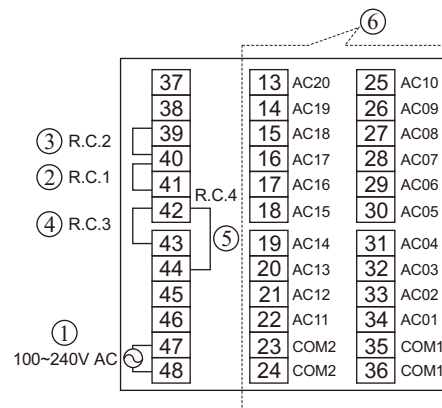 ⑥
37 13 AC20 25 AC10
38 14 AC19 26 AC09
③ R.C.2 39 15 AC18 27 AC08
40 16 AC17 28 AC07
② R.C.1 41 17 AC16 29 AC06
R.C.4
④ R.C.3 42 18 AC15 30 AC05
⑤
43 19 AC14 31 AC04
44 20 AC13 32 AC03
45 21 AC12 33 AC02
46 22 AC11 34 AC01
①
100~240V AC
47 23 COM2 35 COM1
48 24 COM2 36 COM1